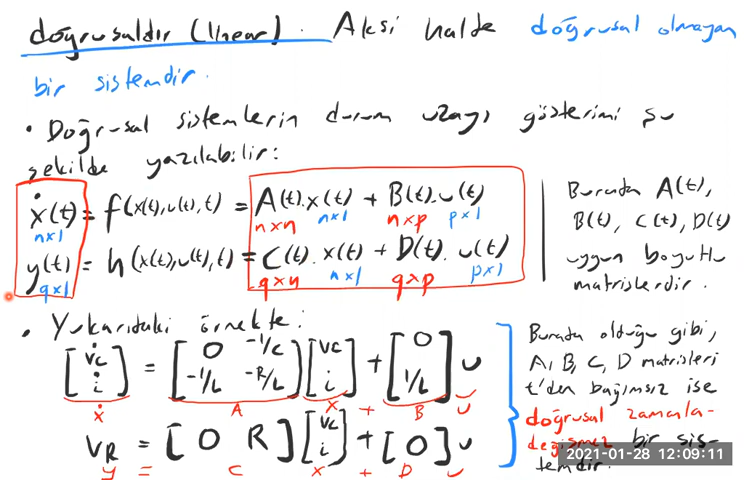 doğrusaldır (linear). Aksi halde doğrusal olmayan
bir sistemdir.
• Doğrusal sistemlerin durum uzayı gösterimi şu
şekilde yazılabilir:
ẋ(t) = f(x(t),u(t),t) = A(t).x(t) + B(t).u(t)
n×1 n×n n×1 n×p p×1
y(t) = h(x(t),u(t),t) = C(t).x(t) + D(t).u(t)
q×1 q×n n×1 q×p p×1
Burada A(t),
B(t), C(t), D(t)
uygun boyutlu
matrislerdir.
• Yukarıdaki örnekte:
[v̇c i̇] = [0 -1/C -1/L -R/L] [vc i] + [0 1/L] u
ẋ = A x + B u
vR = [0 R] [vc i] + [0] u
y = C x + D u
Burada olduğu gibi,
A, B, C, D matrisleri
t'den bağımsız ise
doğrusal zamanla-
değişmez bir sis-
temdir.
2021-01-28 12:09:11